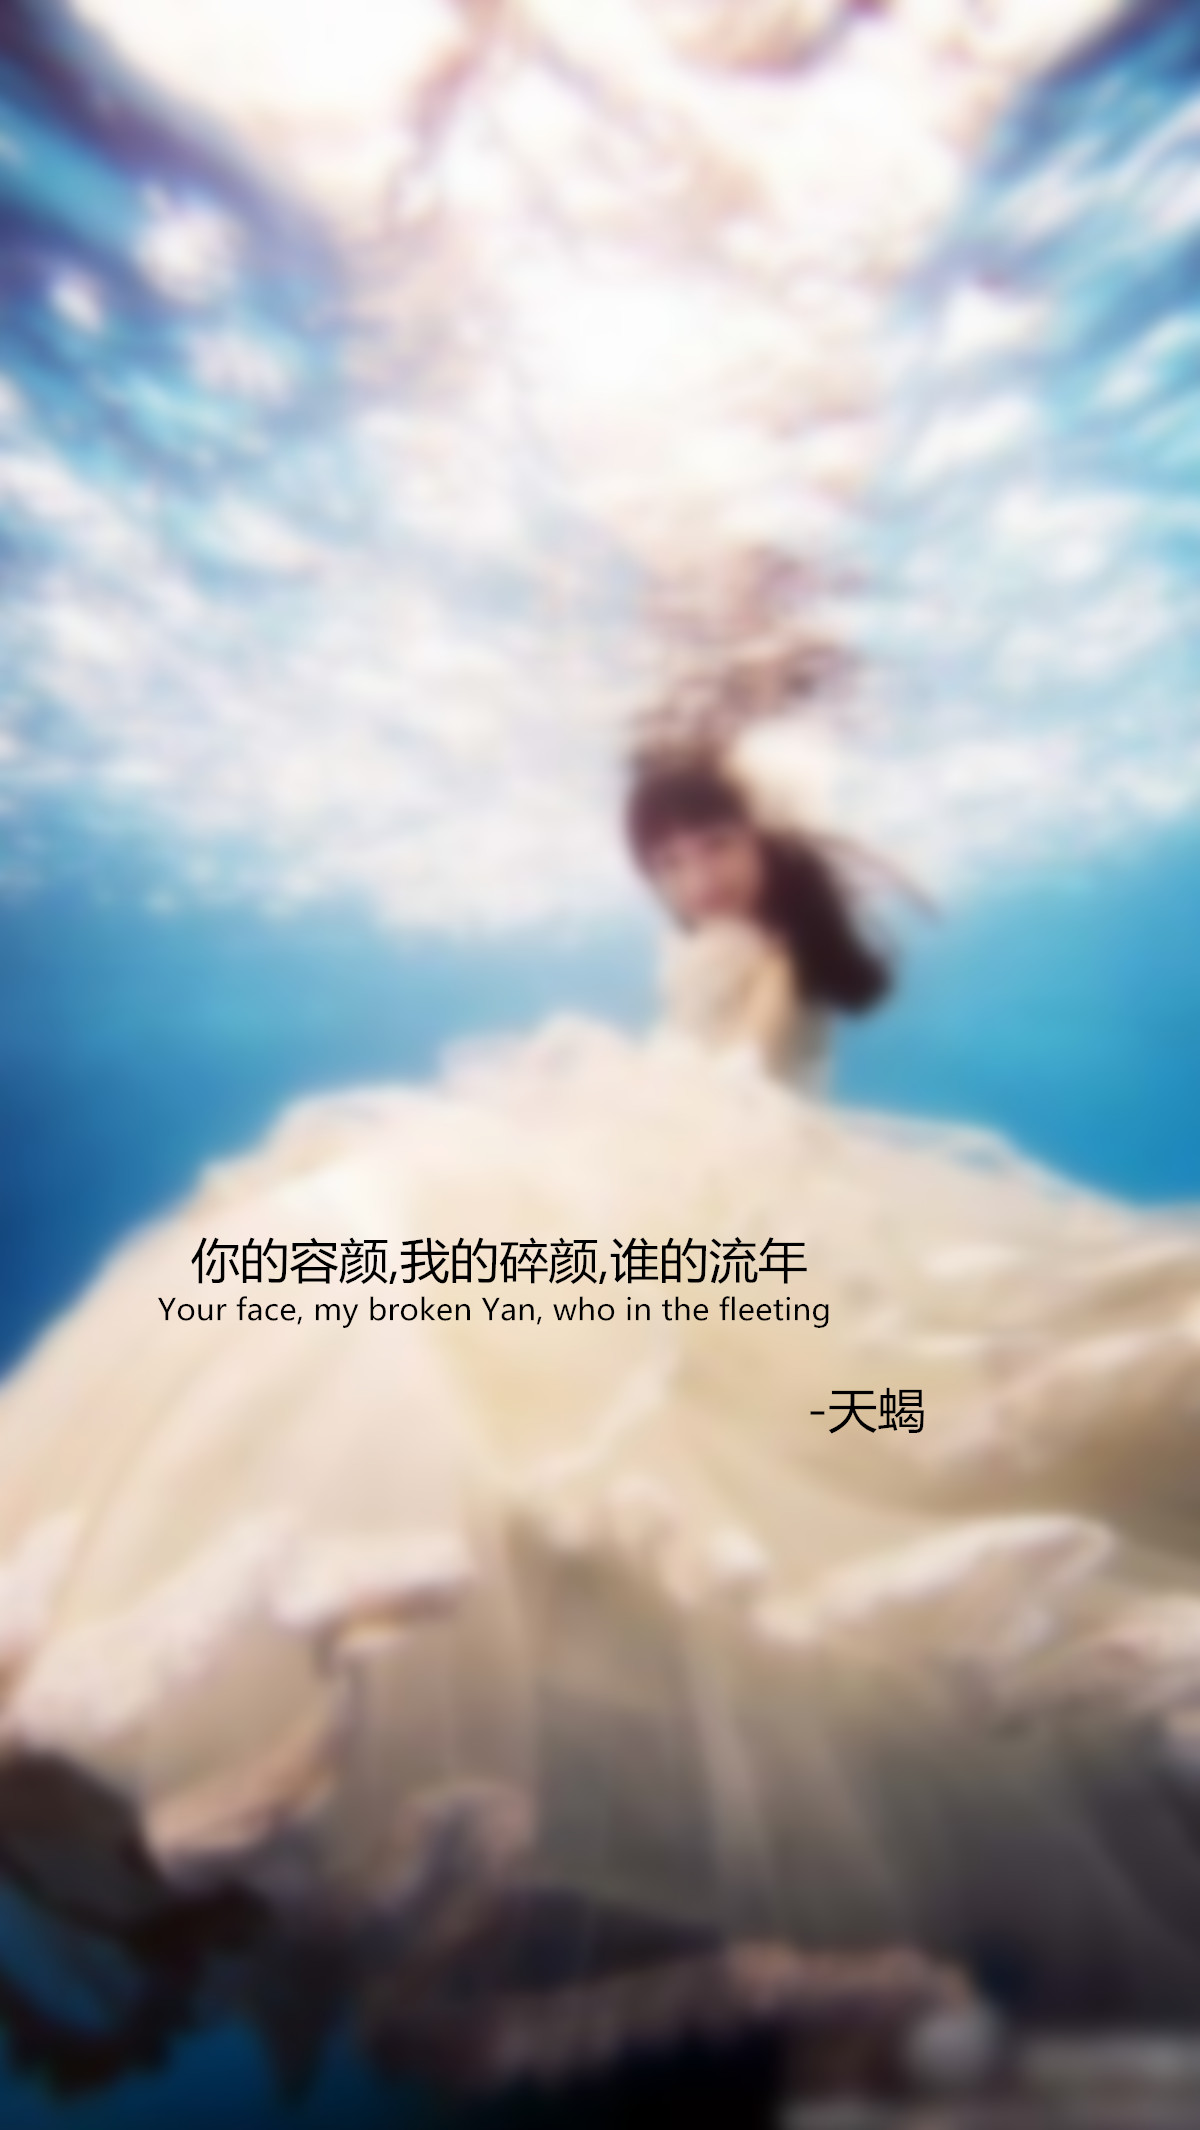 你的容颜,我的碎颜,谁的流年
Your face, my broken Yan, who in the fleeting
-天蝎